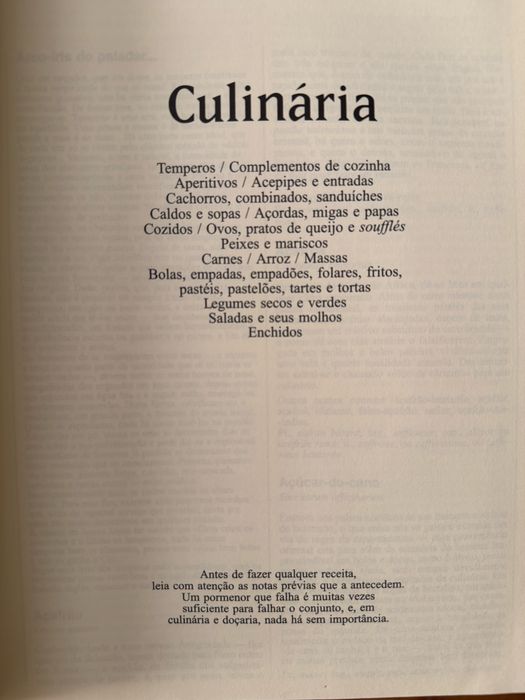 Culinária
Temperos / Complementos de cozinha
Aperitivos / Acepipes e entradas
Cachorros, combinados, sanduíches
Caldos e sopas / Açordas, migas e papas
Cozidos / Ovos, pratos de queijo e soufflés
Peixes e mariscos
Carnes / Arroz / Massas
Bolas, empadas, empadões, folares, fritos,
pastéis, pastelões, tartes e tortas
Legumes secos e verdes
Saladas e seus molhos
Enchidos
Antes de fazer qualquer receita,
leia com atenção as notas prévias que a antecedem.
Um pormenor que falha é muitas vezes
suficiente para falhar o conjunto, e, em
culinária e doçaria, nada há sem importância.